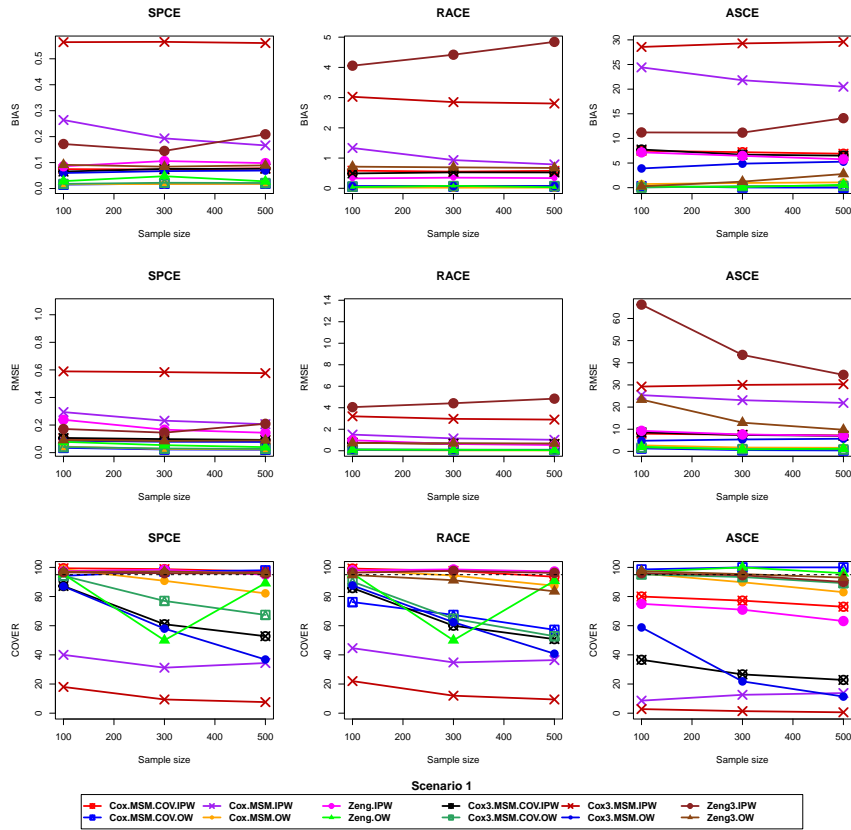 SPCE
RACE
ASCE
BIAS
0.0 0.1 0.2 0.3 0.4 0.5
100 200 300 400 500
Sample size
BIAS
0 1 2 3 4 5
100 200 300 400 500
Sample size
BIAS
0 5 10 15 20 25 30
100 200 300 400 500
Sample size
SPCE
RACE
ASCE
RMSE
0.0 0.2 0.4 0.6 0.8 1.0
100 200 300 400 500
Sample size
RMSE
0 2 4 6 8 10 12 14
100 200 300 400 500
Sample size
RMSE
0 10 20 30 40 50 60
100 200 300 400 500
Sample size
SPCE
RACE
ASCE
COVER
0 20 40 60 80 100
100 200 300 400 500
Sample size
COVER
0 20 40 60 80 100
100 200 300 400 500
Sample size
COVER
0 20 40 60 80 100
100 200 300 400 500
Sample size
Scenario 1
Cox.MSM.COV.IPW Cox.MSM.IPW Zeng.IPW Cox3.MSM.COV.IPW Cox3.MSM.IPW Zeng3.IPW
Cox.MSM.COV.OW Cox.MSM.OW Zeng.OW Cox3.MSM.COV.OW Cox3.MSM.OW Zeng3.OW